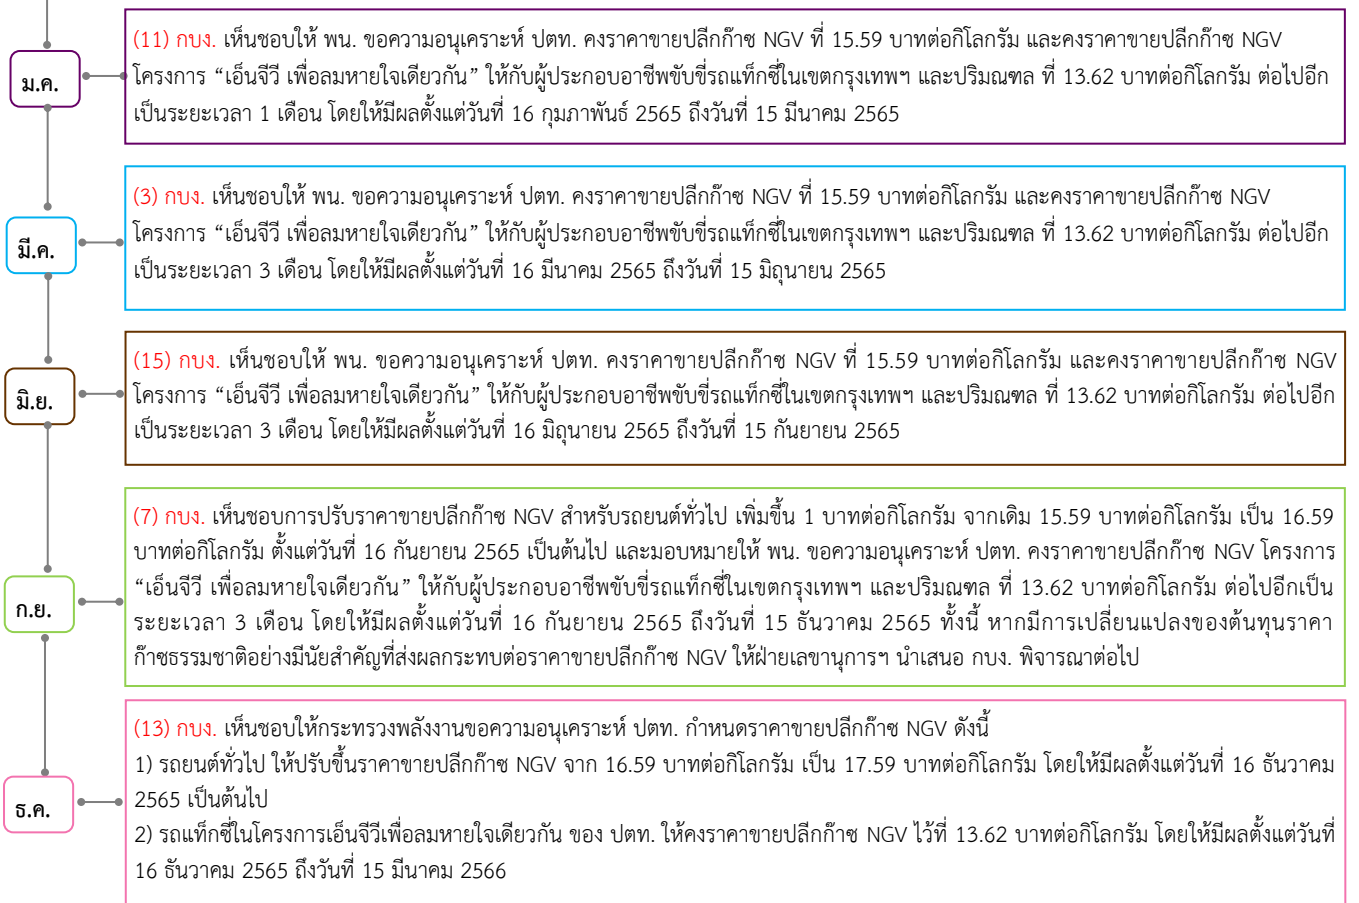 ม.ค.
(11) กบง. เห็นชอบให้ พน. ขอความอนุเคราะห์ ปตท. คงราคาขายปลีกก๊าซ NGV ที่ 15.59 บาทต่อกิโลกรัม และคงราคาขายปลีกก๊าซ NGV
โครงการ “เอ็นจีวี เพื่อลมหายใจเดียวกัน” ให้กับผู้ประกอบอาชีพขับขี่รถแท็กซี่ในเขตกรุงเทพฯ และปริมณฑล ที่ 13.62 บาทต่อกิโลกรัม ต่อไปอีก
เป็นระยะเวลา 1 เดือน โดยให้มีผลตั้งแต่วันที่ 16 กุมภาพันธ์ 2565 ถึงวันที่ 15 มีนาคม 2565
มี.ค.
(3) กบง. เห็นชอบให้ พน. ขอความอนุเคราะห์ ปตท. คงราคาขายปลีกก๊าซ NGV ที่ 15.59 บาทต่อกิโลกรัม และคงราคาขายปลีกก๊าซ NGV
โครงการ “เอ็นจีวี เพื่อลมหายใจเดียวกัน” ให้กับผู้ประกอบอาชีพขับขี่รถแท็กซี่ในเขตกรุงเทพฯ และปริมณฑล ที่ 13.62 บาทต่อกิโลกรัม ต่อไปอีก
เป็นระยะเวลา 3 เดือน โดยให้มีผลตั้งแต่วันที่ 16 มีนาคม 2565 ถึงวันที่ 15 มิถุนายน 2565
มิ.ย.
(15) กบง. เห็นชอบให้ พน. ขอความอนุเคราะห์ ปตท. คงราคาขายปลีกก๊าซ NGV ที่ 15.59 บาทต่อกิโลกรัม และคงราคาขายปลีกก๊าซ NGV
โครงการ “เอ็นจีวี เพื่อลมหายใจเดียวกัน” ให้กับผู้ประกอบอาชีพขับขี่รถแท็กซี่ในเขตกรุงเทพฯ และปริมณฑล ที่ 13.62 บาทต่อกิโลกรัม ต่อไปอีก
เป็นระยะเวลา 3 เดือน โดยให้มีผลตั้งแต่วันที่ 16 มิถุนายน 2565 ถึงวันที่ 15 กันยายน 2565
ก.ย.
(7) กบง. เห็นชอบการปรับราคาขายปลีกก๊าซ NGV สำหรับรถยนต์ทั่วไป เพิ่มขึ้น 1 บาทต่อกิโลกรัม จากเดิม 15.59 บาทต่อกิโลกรัม เป็น 16.59
บาทต่อกิโลกรัม ตั้งแต่วันที่ 16 กันยายน 2565 เป็นต้นไป และมอบหมายให้ พน. ขอความอนุเคราะห์ ปตท. คงราคาขายปลีกก๊าซ NGV โครงการ
“เอ็นจีวี เพื่อลมหายใจเดียวกัน” ให้กับผู้ประกอบอาชีพขับขี่รถแท็กซี่ในเขตกรุงเทพฯ และปริมณฑล ที่ 13.62 บาทต่อกิโลกรัม ต่อไปอีกเป็น
ระยะเวลา 3 เดือน โดยให้มีผลตั้งแต่วันที่ 16 กันยายน 2565 ถึงวันที่ 15 ธันวาคม 2565 ทั้งนี้ หากมีการเปลี่ยนแปลงของต้นทุนราคา
ก๊าซธรรมชาติอย่างมีนัยสำคัญที่ส่งผลกระทบต่อราคาขายปลีกก๊าซ NGV ให้ฝ่ายเลขานุการฯ นำเสนอ กบง. พิจารณาต่อไป
ธ.ค.
(13) กบง. เห็นชอบให้กระทรวงพลังงานขอความอนุเคราะห์ ปตท. กำหนดราคาขายปลีกก๊าซ NGV ดังนี้
1) รถยนต์ทั่วไป ให้ปรับขึ้นราคาขายปลีกก๊าซ NGV จาก 16.59 บาทต่อกิโลกรัม เป็น 17.59 บาทต่อกิโลกรัม โดยให้มีผลตั้งแต่วันที่ 16 ธันวาคม
2565 เป็นต้นไป
2) รถแท็กซี่ในโครงการเอ็นจีวีเพื่อลมหายใจเดียวกัน ของ ปตท. ให้คงราคาขายปลีกก๊าซ NGV ไว้ที่ 13.62 บาทต่อกิโลกรัม โดยให้มีผลตั้งแต่วันที่
16 ธันวาคม 2565 ถึงวันที่ 15 มีนาคม 2566